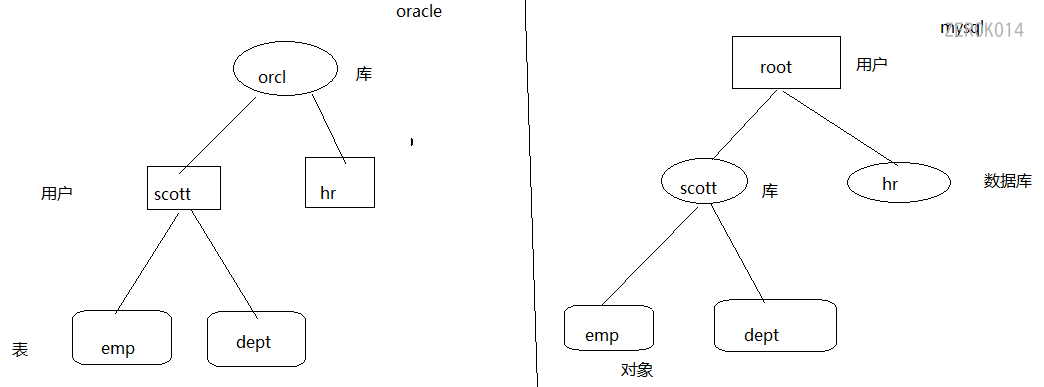 oracle
orcl
库
用户
scott
hr
表
emp
dept
mysql
ZEROK014
root
用户
scott
库
hr
数据库
emp
dept
对象